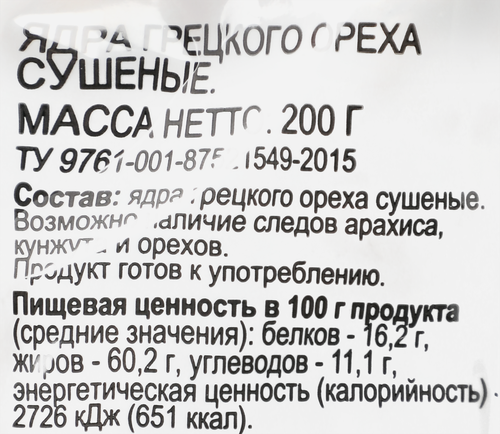 ЯДРА ГРЕЦКОГО ОРЕХА
СУШЕНЫЕ.
МАССА НЕТТО. 200 Г
ТУ
Состав: ядра грецкого ореха сушеные.
Возможно наличие следов арахиса,
кунжута и орехов.
Продукт готов к употреблению.
Пищевая ценность в 100 г продукта
(средние значения): белков - 16,2 г,
жиров - 60,2 г, углеводов - 11,1 г,
энергетическая ценность (калорийность) -
2726 кДж (651 ккал).